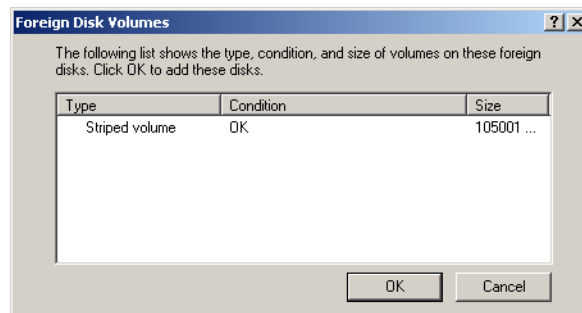 Foreign Disk Volumes
The following list shows the type, condition, and size of volumes on these foreign
disks. Click OK to add these disks.
Type Condition Size
Striped volume OK 105001 ...
OK Cancel